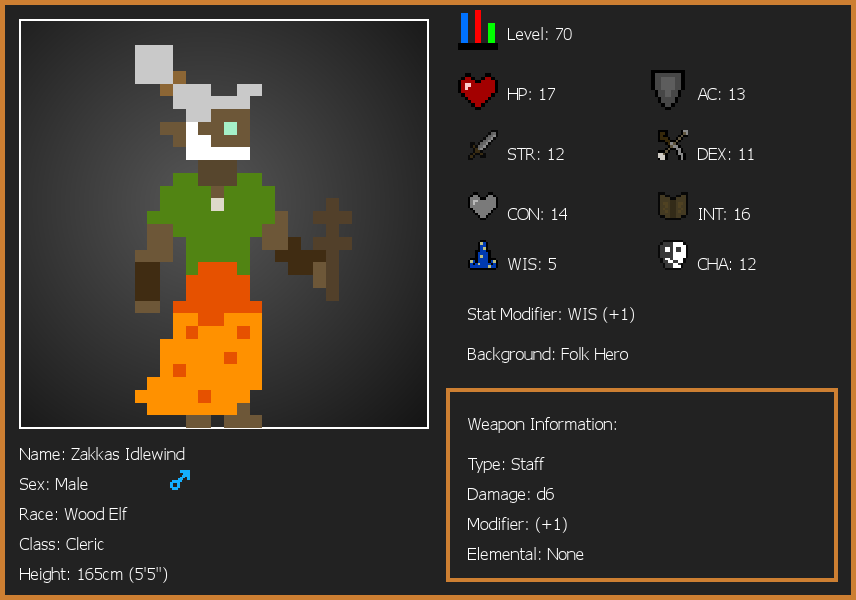 Level: 70
HP: 17
AC: 13
STR: 12
DEX: 11
CON: 14
INT: 16
WIS: 5
CHA: 12
Stat Modifier: WIS (+1)
Background: Folk Hero
Weapon Information:
Type: Staff
Damage: d6
Modifier: (+1)
Elemental: None
Name: Zakkas Idlewind
Sex: Male
Race: Wood Elf
Class: Cleric
Height: 165cm (5'5")